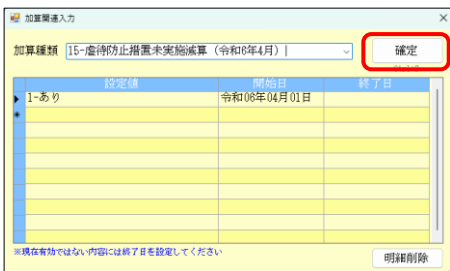 加算関連入力
加算種類 15-虐待防止措置未実施減算（令和6年4月） 確定
設定値 開始日 終了日
1-あり 令和06年04月01日
※現在有効ではない内容には終了日を設定してください
明細削除